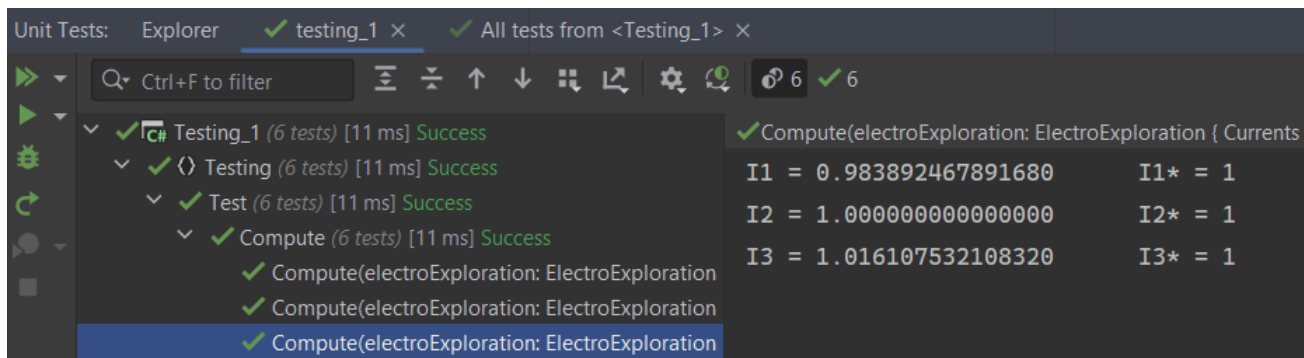 Unit Tests: Explorer testing_1 × All tests from <Testing_1> ×
Ctrl+F to filter 6 6
C# Testing_1 (6 tests) [11 ms] Success
Testing (6 tests) [11 ms] Success
Test (6 tests) [11 ms] Success
Compute (6 tests) [11 ms] Success
Compute(electroExploration: ElectroExploration
Compute(electroExploration: ElectroExploration
Compute(electroExploration: ElectroExploration
Compute(electroExploration: ElectroExploration { Currents
I1 = 0.983892467891680 I1* = 1
I2 = 1.000000000000000 I2* = 1
I3 = 1.016107532108320 I3* = 1